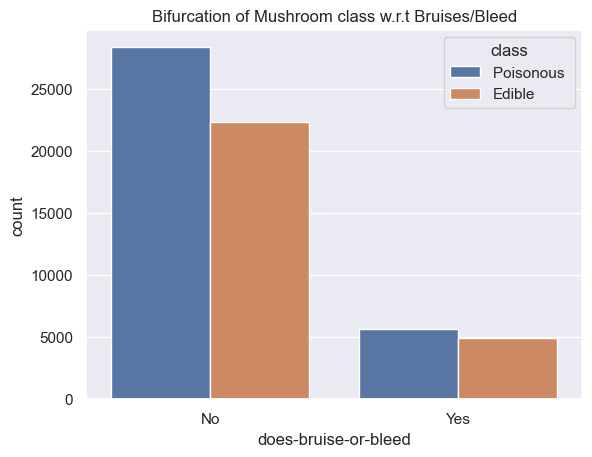 Bifurcation of Mushroom class w.r.t Bruises/Bleed
class
Poisonous
Edible
25000
20000
15000
10000
5000
0
count
No Yes
does-bruise-or-bleed